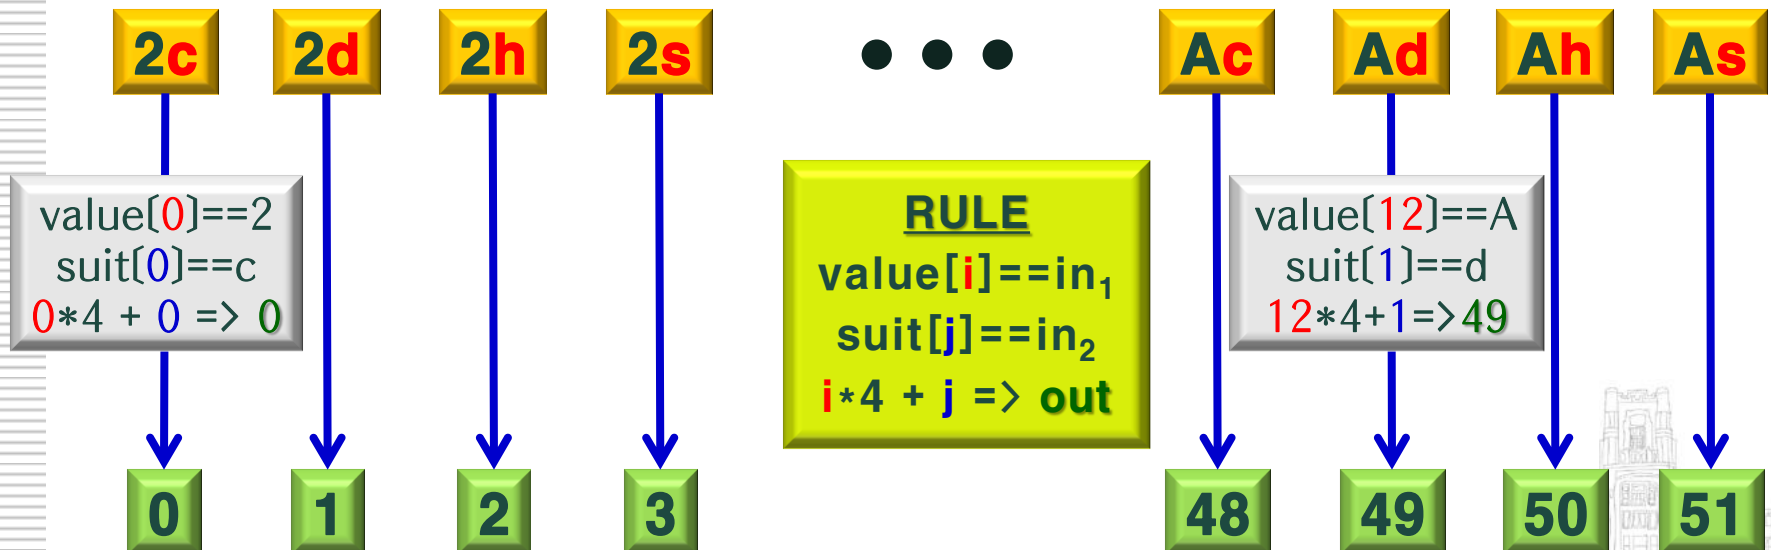 2c 2d 2h 2s ••• Ac Ad Ah As
value[0]==2
suit[0]==c
0*4 + 0 => 0
RULE
value[i]==in₁
suit[j]==in₂
i*4 + j => out
value[12]==A
suit[1]==d
12*4+1=>49
0 1 2 3 48 49 50 51